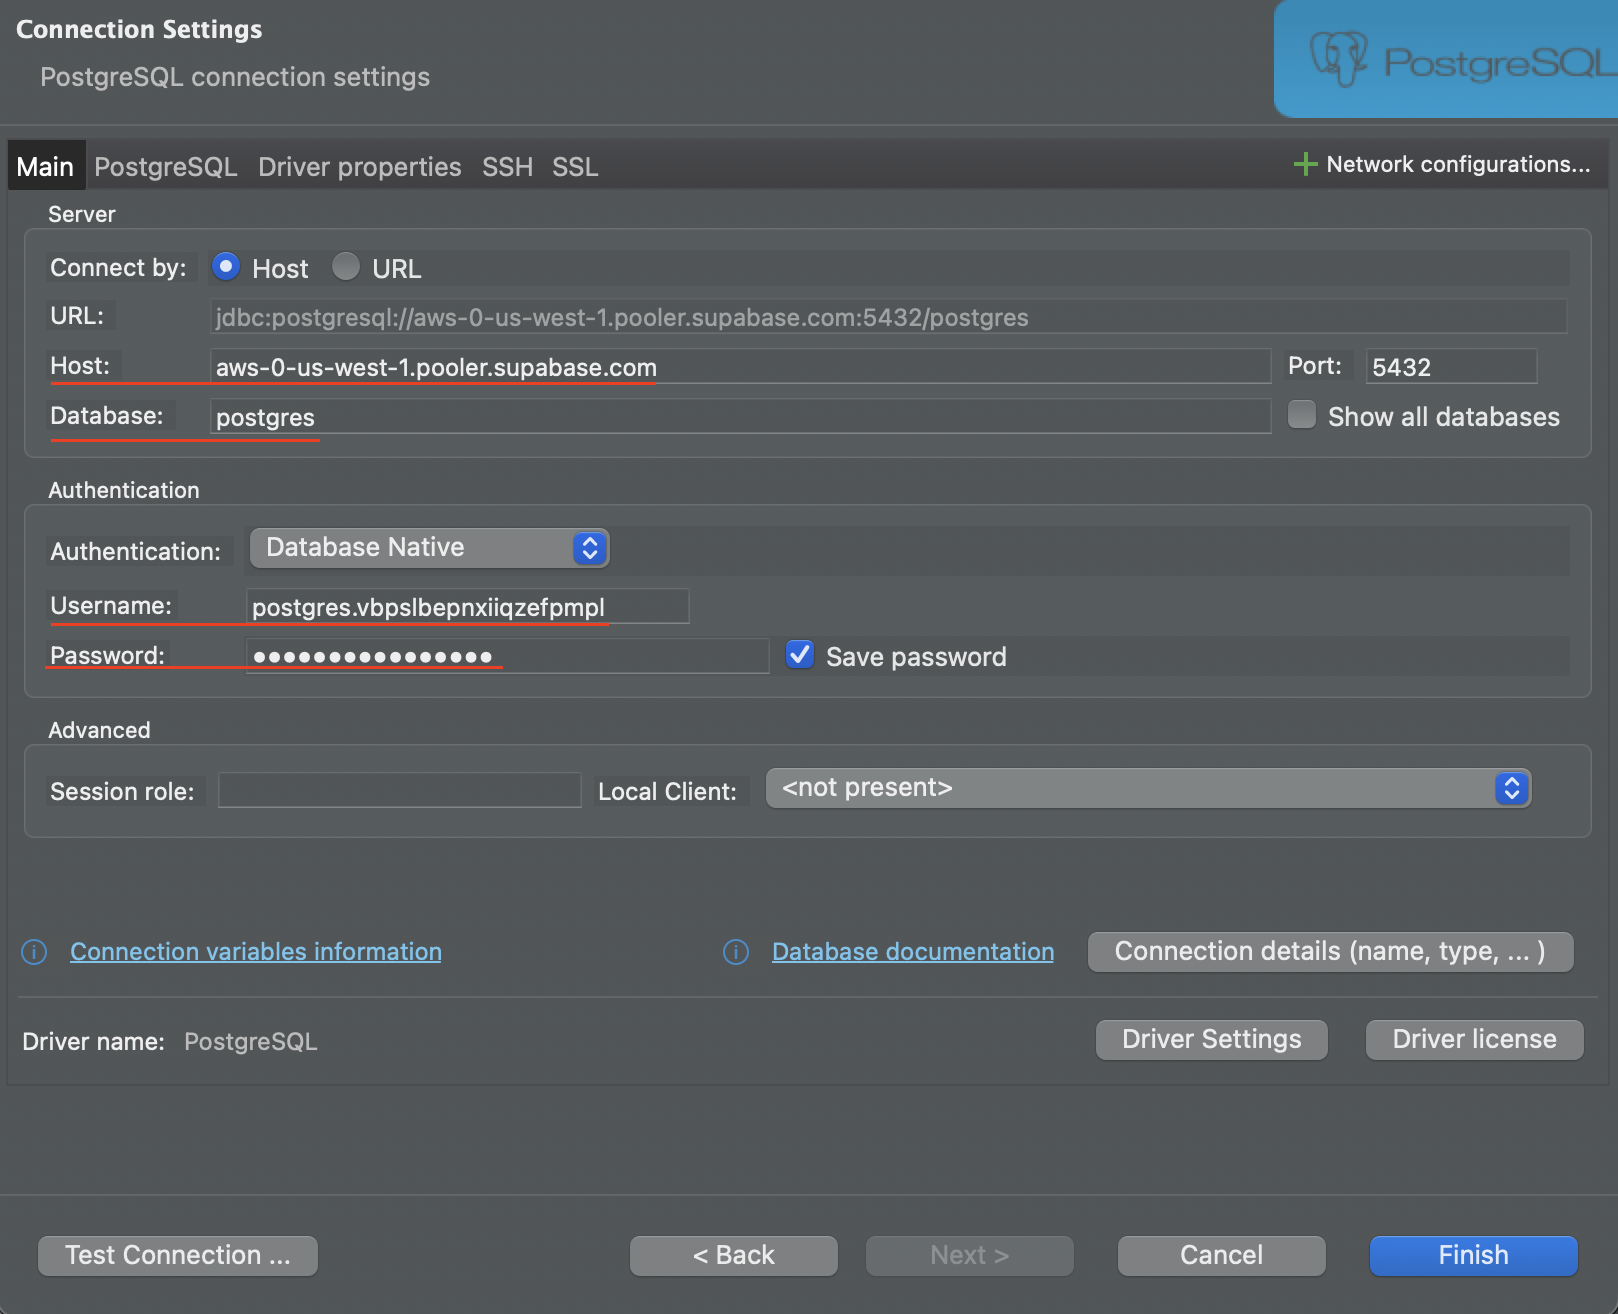 Connection Settings
PostgreSQL connection settings
PostgreSQL
Main PostgreSQL Driver properties SSH SSL Network configurations...
Server
Connect by: Host URL
URL: jdbc:postgresql://aws-0-us-west-1.pooler.supabase.com:5432/postgres
Host: aws-0-us-west-1.pooler.supabase.com Port: 5432
Database: postgres Show all databases
Authentication
Authentication: Database Native
Username: postgres.vbpslbepnxiiqzefpmpl
Password: •••••••••••••••• Save password
Advanced
Session role: Local Client: <not present>
Connection variables information Database documentation Connection details (name, type, ... )
Driver name: PostgreSQL Driver Settings Driver license
Test Connection ... < Back Next > Cancel Finish